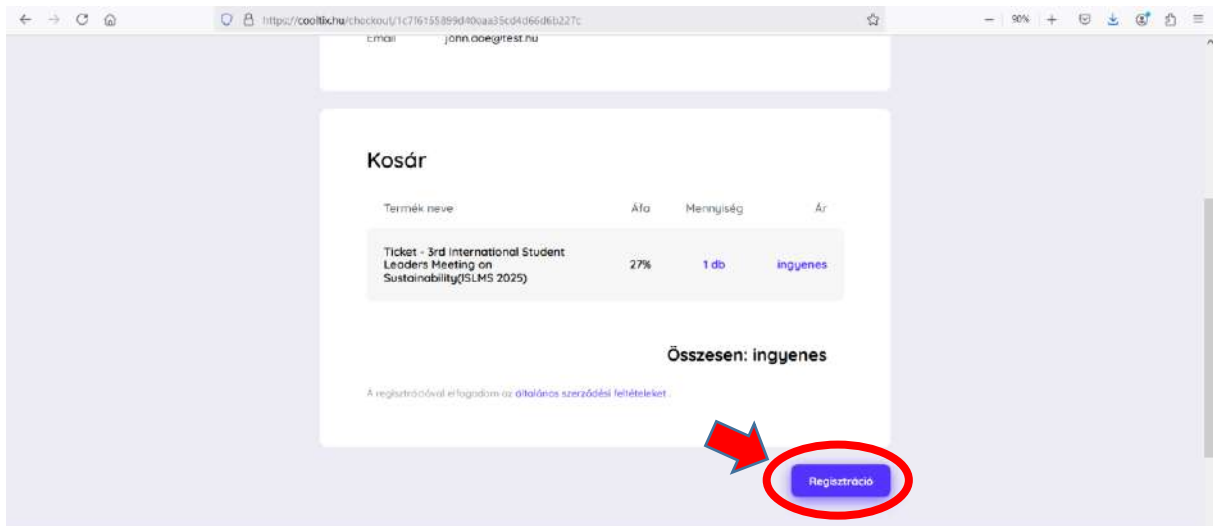 https://cooltix.hu/checkout/
90%
Email john.doe@test.hu
Kosár
Termék neve Áfa Mennyiség Ár
Ticket - 3rd International Student
Leaders Meeting on
Sustainability(ISLMS 2025)
27% 1 db ingyenes
Összesen: ingyenes
A regisztrációval elfogadom az általános szerződési feltételeket .
Regisztráció